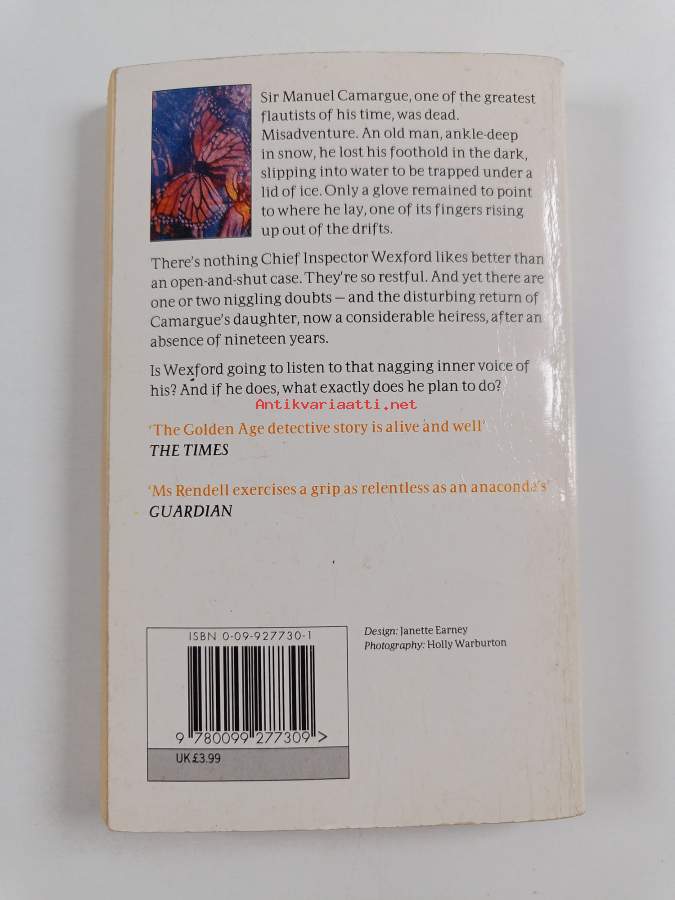 Sir Manuel Camargue, one of the greatest
flautists of his time, was dead.
Misadventure. An old man, ankle-deep
in snow, he lost his foothold in the dark,
slipping into water to be trapped under a
lid of ice. Only a glove remained to point
to where he lay, one of its fingers rising
up out of the drifts.
There's nothing Chief Inspector Wexford likes better than
an open-and-shut case. They're so restful. And yet there are
one or two niggling doubts – and the disturbing return of
Camargue's daughter, now a considerable heiress, after an
absence of nineteen years.
Is Wexford going to listen to that nagging inner voice of
his? And if he does, what exactly does he plan to do?
Antikvariaatti.net
'The Golden Age detective story is alive and well'
THE TIMES
'Ms Rendell exercises a grip as relentless as an anaconda's'
GUARDIAN
ISBN 0-09-927730-1
9 780099 277309 >
UK £3.99
Design: Janette Earney
Photography: Holly Warburton